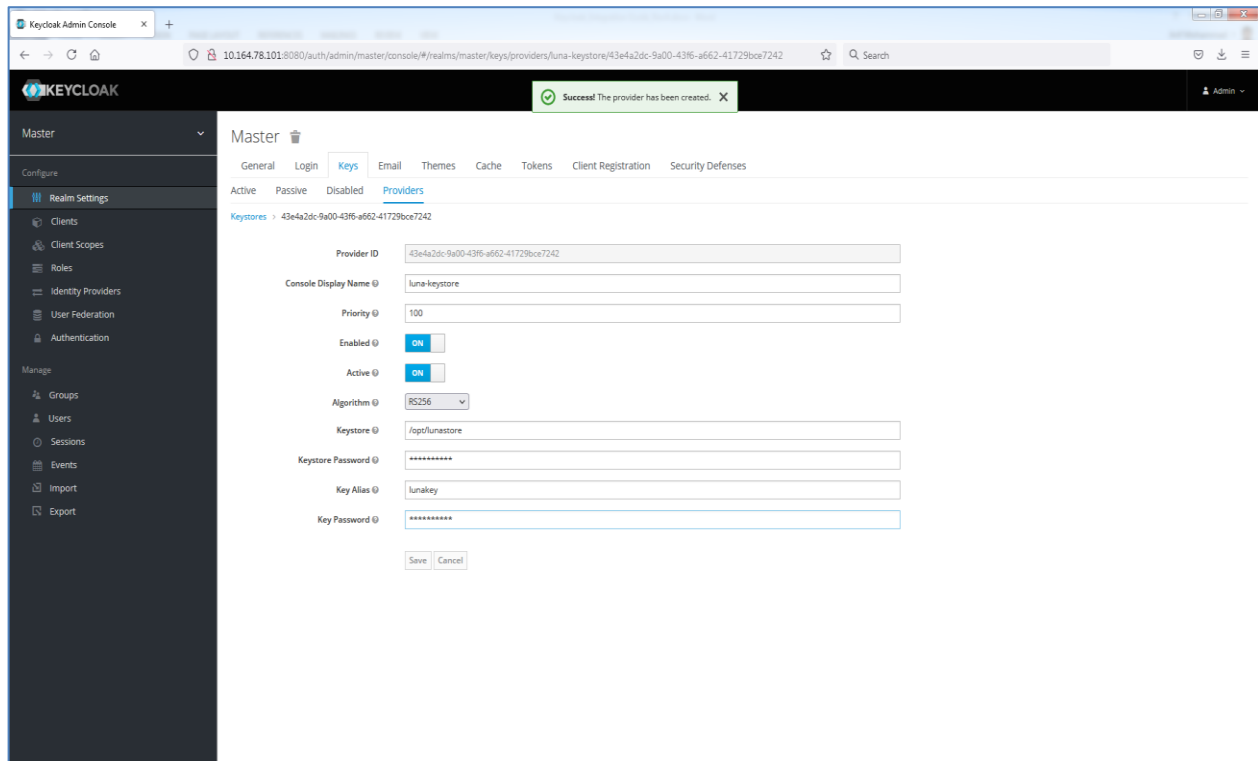 Keycloak Admin Console
10.164.78.101:8080/auth/admin/master/console/#/realms/master/keys/providers/luna-keystore/43e4a2dc-9a00-43f6-a662-41729bce7242
Search
KEYCLOAK
Success! The provider has been created.
Admin
Master
Configure
Realm Settings
Clients
Client Scopes
Roles
Identity Providers
User Federation
Authentication
Manage
Groups
Users
Sessions
Events
Import
Export
Master
General Login Keys Email Themes Cache Tokens Client Registration Security Defenses
Active Passive Disabled Providers
Keystores > 43e4a2dc-9a00-43f6-a662-41729bce7242
Provider ID 43e4a2dc-9a00-43f6-a662-41729bce7242
Console Display Name luna-keystore
Priority 100
Enabled ON
Active ON
Algorithm RS256
Keystore /opt/lunastore
Keystore Password **********
Key Alias lunakey
Key Password **********
Save Cancel